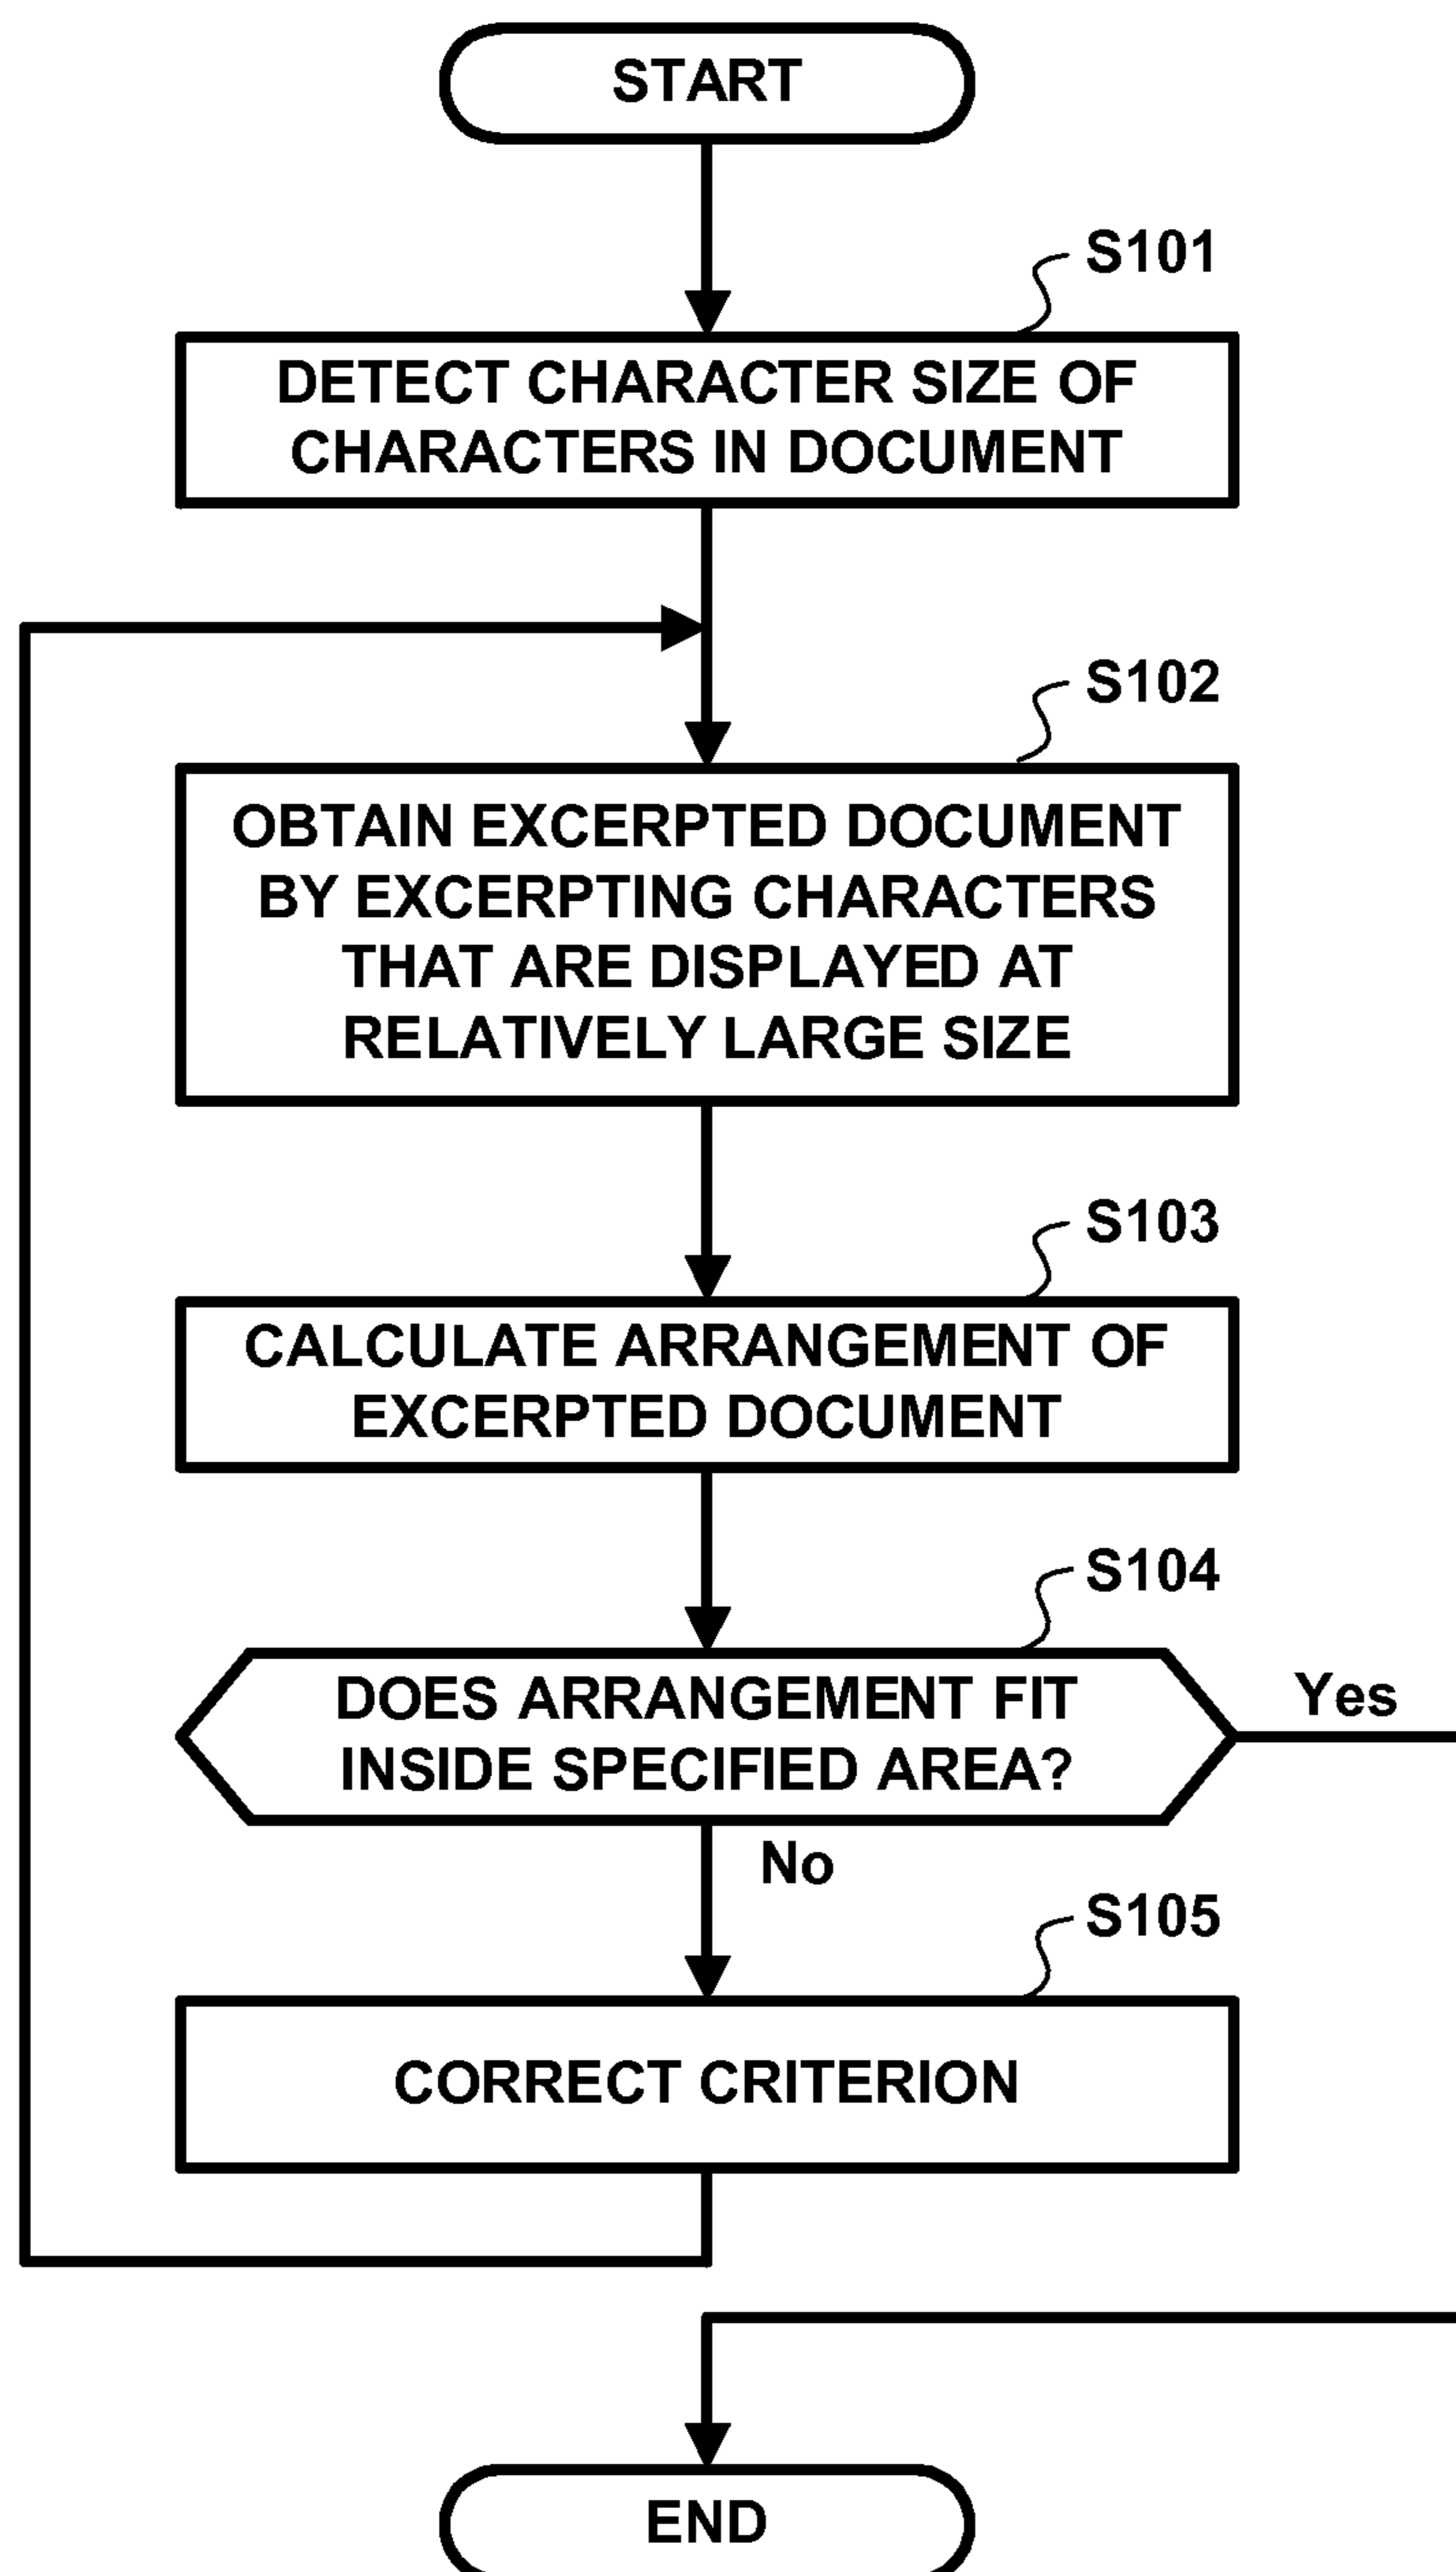 START
S101
DETECT CHARACTER SIZE OF
CHARACTERS IN DOCUMENT
S102
OBTAIN EXCERPTED DOCUMENT
BY EXCERPTING CHARACTERS
THAT ARE DISPLAYED AT
RELATIVELY LARGE SIZE
S103
CALCULATE ARRANGEMENT OF
EXCERPTED DOCUMENT
S104
DOES ARRANGEMENT FIT
INSIDE SPECIFIED AREA?
Yes
No
S105
CORRECT CRITERION
END